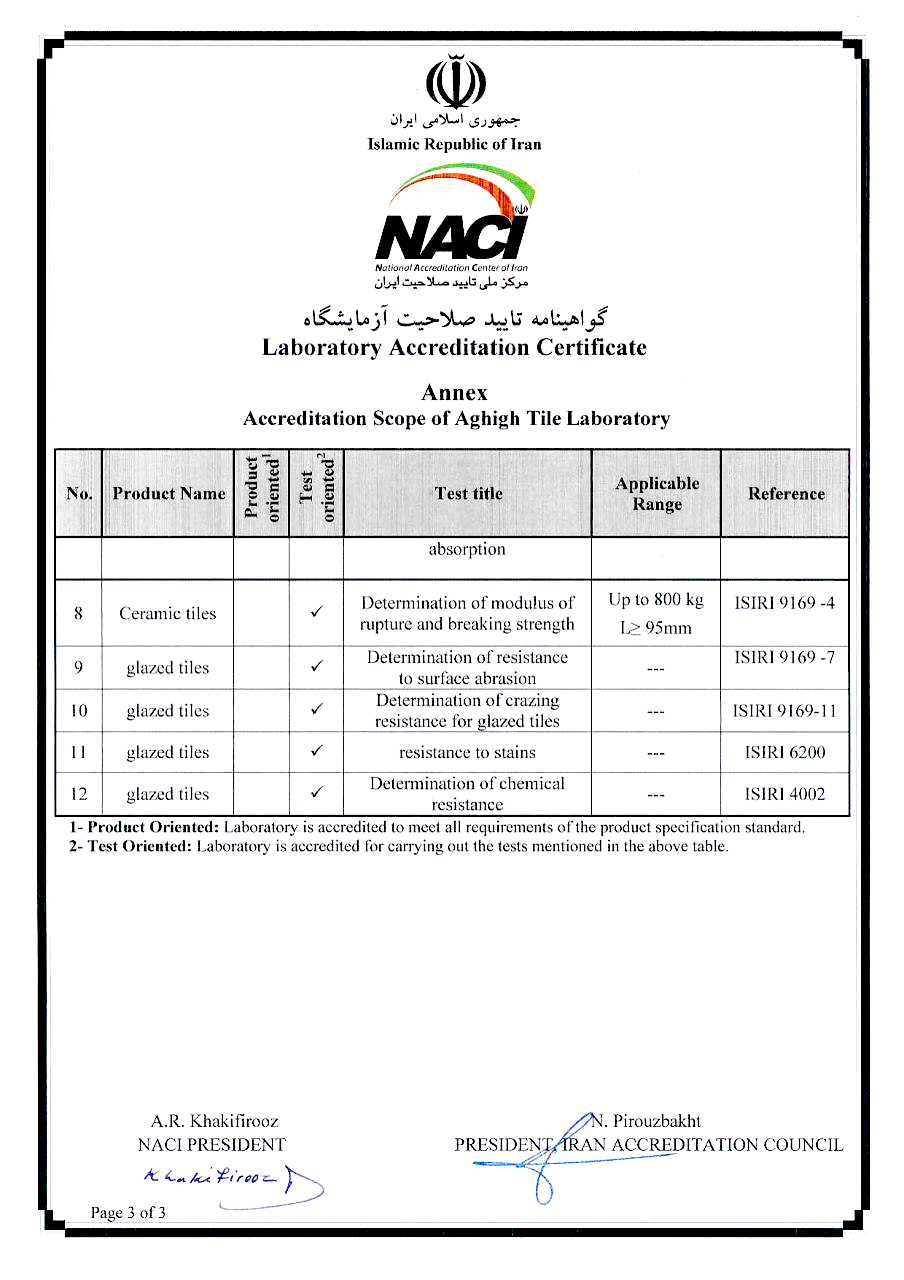 جمهوری اسلامی ایران
Islamic Republic of Iran
NACI
National Accreditation Center of Iran
مرکز ملی تایید صلاحیت ایران
گواهینامه تایید صلاحیت آزمایشگاه
Laboratory Accreditation Certificate
Annex
Accreditation Scope of Aghigh Tile Laboratory
No. Product Name Product oriented1 Test oriented2 Test title Applicable Range Reference
absorption
8 Ceramic tiles ✓ Determination of modulus of rupture and breaking strength Up to 800 kg L≥ 95mm ISIRI 9169 -4
9 glazed tiles ✓ Determination of resistance to surface abrasion --- ISIRI 9169 -7
10 glazed tiles ✓ Determination of crazing resistance for glazed tiles --- ISIRI 9169-11
11 glazed tiles ✓ resistance to stains --- ISIRI 6200
12 glazed tiles ✓ Determination of chemical resistance --- ISIRI 4002
1- Product Oriented: Laboratory is accredited to meet all requirements of the product specification standard.
2- Test Oriented: Laboratory is accredited for carrying out the tests mentioned in the above table.
A.R. Khakifirooz N. Pirouzbakht
NACI PRESIDENT PRESIDENT, IRAN ACCREDITATION COUNCIL
Khakifirooz
Page 3 of 3